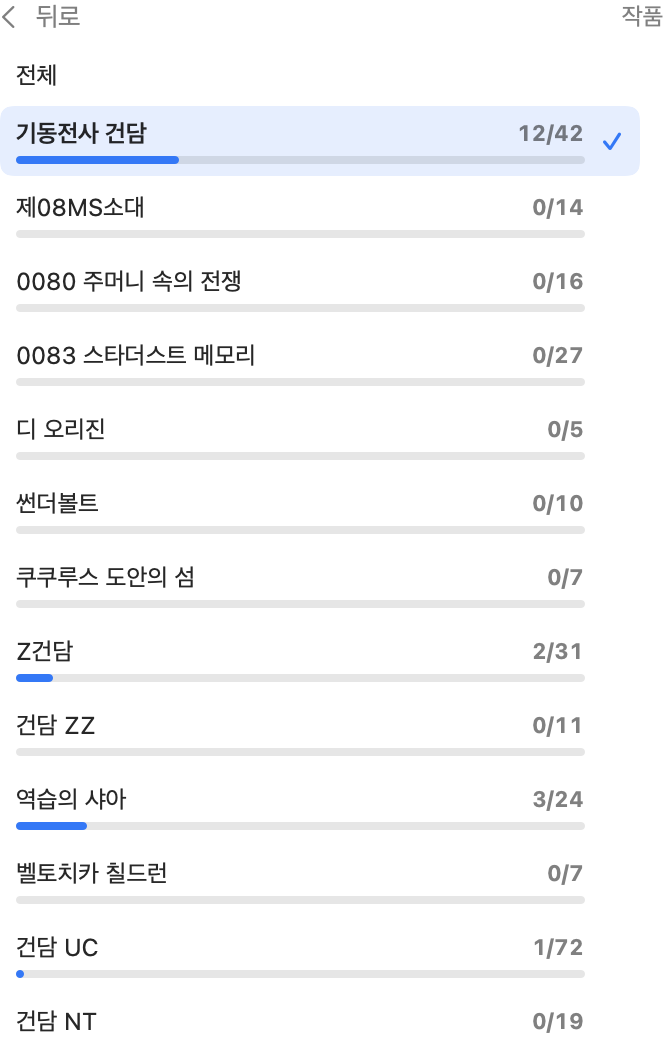 뒤로 작품
전체
기동전사 건담 12/42
제08MS소대 0/14
0080 주머니 속의 전쟁 0/16
0083 스타더스트 메모리 0/27
디 오리진 0/5
썬더볼트 0/10
쿠쿠루스 도안의 섬 0/7
Z건담 2/31
건담 ZZ 0/11
역습의 샤아 3/24
벨토치카 칠드런 0/7
건담 UC 1/72
건담 NT 0/19